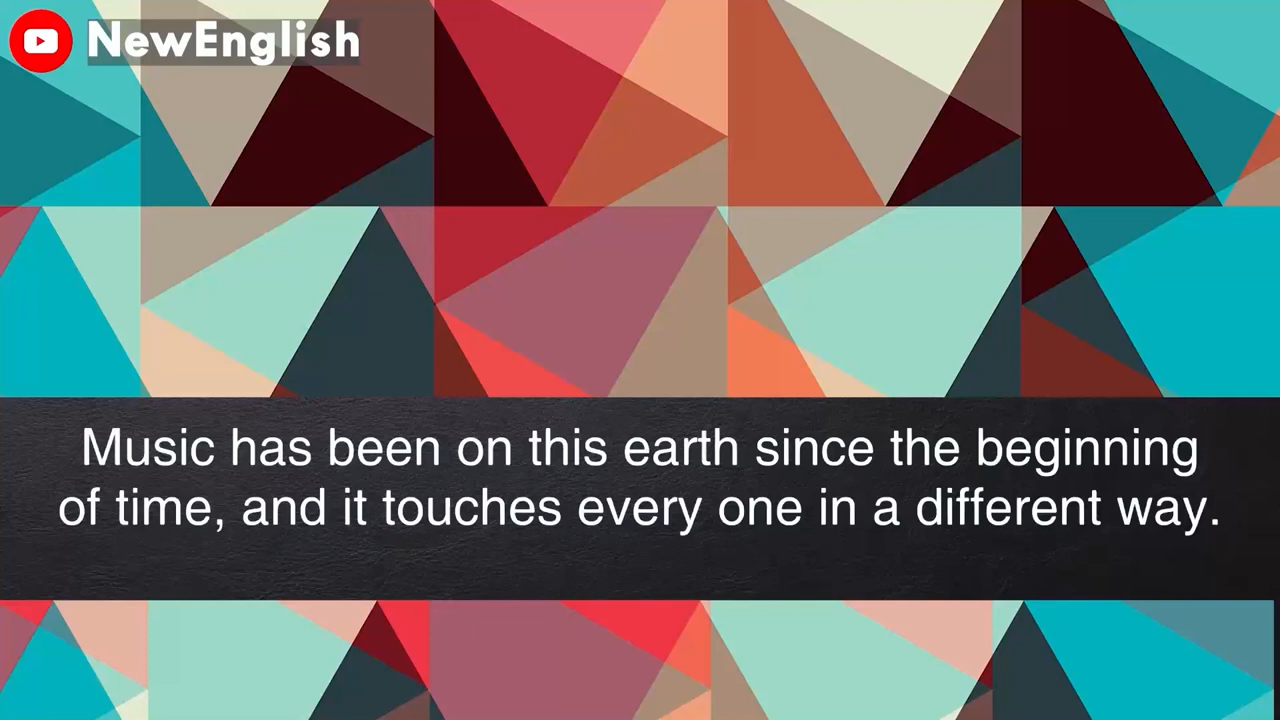 NewEnglish
Music has been on this earth since the beginning
of time, and it touches every one in a different way.